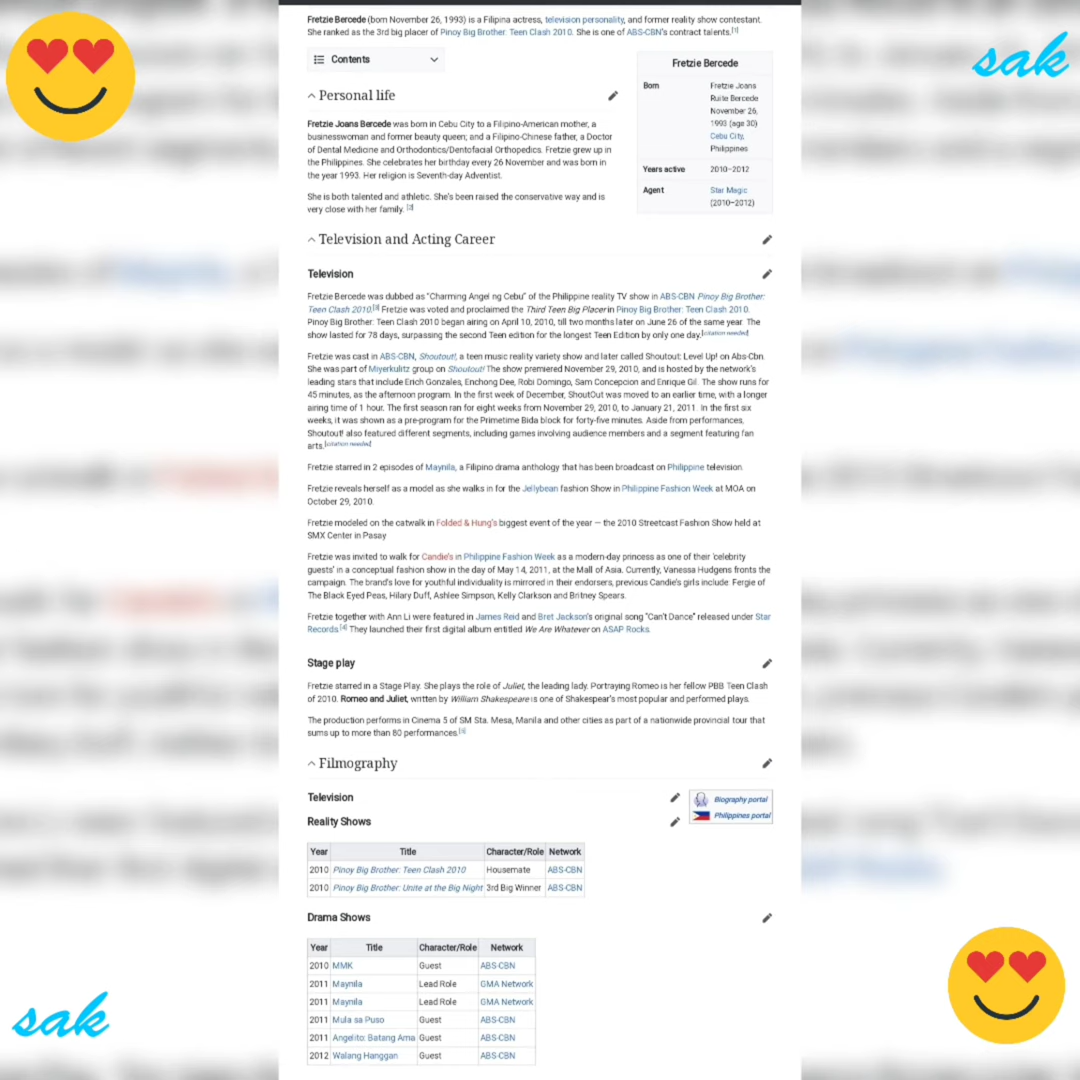 Fretzie Bercede (born November 26, 1993) is a Filipina actress, television personality, and former reality show contestant.
She ranked as the 3rd big placer of Pinoy Big Brother: Teen Clash 2010. She is one of ABS-CBN's contract talents.[1]
sak
Contents
Fretzie Bercede
Born
Fretzie Joans
Ruite Bercede
November 26,
1993 (age 30)
Cebu City,
Philippines
Years active 2010–2012
Agent Star Magic
(2010–2012)
Personal life
Fretzie Joans Bercede was born in Cebu City to a Filipino-American mother, a
businesswoman and former beauty queen; and a Filipino-Chinese father, a Doctor
of Dental Medicine and Orthodontics/Dentofacial Orthopedics. Fretzie grew up in
the Philippines. She celebrates her birthday every 26 November and was born in
the year 1993. Her religion is Seventh-day Adventist.
She is both talented and athletic. She's been raised the conservative way and is
very close with her family. [2]
Television and Acting Career
Television
Fretzie Bercede was dubbed as "Charming Angel ng Cebu" of the Philippine reality TV show in ABS-CBN Pinoy Big Brother:
Teen Clash 2010.[3] Fretzie was voted and proclaimed the Third Teen Big Placer in Pinoy Big Brother: Teen Clash 2010.
Pinoy Big Brother: Teen Clash 2010 began airing on April 10, 2010, till two months later on June 26 of the same year. The
show lasted for 78 days, surpassing the second Teen edition for the longest Teen Edition by only one day.[citation needed]
Fretzie was cast in ABS-CBN, Shoutout!, a teen music reality variety show and later called Shoutout: Level Up! on Abs-Cbn.
She was part of Miyerkulitz group on Shoutout! The show premiered November 29, 2010, and is hosted by the network's
leading stars that include Erich Gonzales, Enchong Dee, Robi Domingo, Sam Concepcion and Enrique Gil. The show runs for
45 minutes, as the afternoon program. In the first week of December, ShoutOut was moved to an earlier time, with a longer
airing time of 1 hour. The first season ran for eight weeks from November 29, 2010, to January 21, 2011. In the first six
weeks, it was shown as a pre-program for the Primetime Bida block for forty-five minutes. Aside from performances,
Shoutout! also featured different segments, including games involving audience members and a segment featuring fan
arts.[citation needed]
Fretzie starred in 2 episodes of Maynila, a Filipino drama anthology that has been broadcast on Philippine television.
Fretzie reveals herself as a model as she walks in for the Jellybean fashion Show in Philippine Fashion Week at MOA on
October 29, 2010.
Fretzie modeled on the catwalk in Folded & Hung's biggest event of the year — the 2010 Streetcast Fashion Show held at
SMX Center in Pasay
Fretzie was invited to walk for Candie's in Philippine Fashion Week as a modern-day princess as one of their 'celebrity
guests' in a conceptual fashion show in the day of May 14, 2011, at the Mall of Asia. Currently, Vanessa Hudgens fronts the
campaign. The brand's love for youthful individuality is mirrored in their endorsers, previous Candie's girls include: Fergie of
The Black Eyed Peas, Hilary Duff, Ashlee Simpson, Kelly Clarkson and Britney Spears.
Fretzie together with Ann Li were featured in James Reid and Bret Jackson's original song "Can't Dance" released under Star
Records.[4] They launched their first digital album entitled We Are Whatever on ASAP Rocks.
Stage play
Fretzie starred in a Stage Play. She plays the role of Juliet, the leading lady. Portraying Romeo is her fellow PBB Teen Clash
of 2010. Romeo and Juliet, written by William Shakespeare is one of Shakespear's most popular and performed plays.
The production performs in Cinema 5 of SM Sta. Mesa, Manila and other cities as part of a nationwide provincial tour that
sums up to more than 80 performances.[5]
Filmography
Television
Biography portal
Philippines portal
Reality Shows
Year Title Character/Role Network
2010 Pinoy Big Brother: Teen Clash 2010 Housemate ABS-CBN
2010 Pinoy Big Brother: Unite at the Big Night 3rd Big Winner ABS-CBN
Drama Shows
Year Title Character/Role Network
2010 MMK Guest ABS-CBN
2011 Maynila Lead Role GMA Network
2011 Maynila Lead Role GMA Network
2011 Mula sa Puso Guest ABS-CBN
2011 Angelito: Batang Ama Guest ABS-CBN
2012 Walang Hanggan Guest ABS-CBN
sak